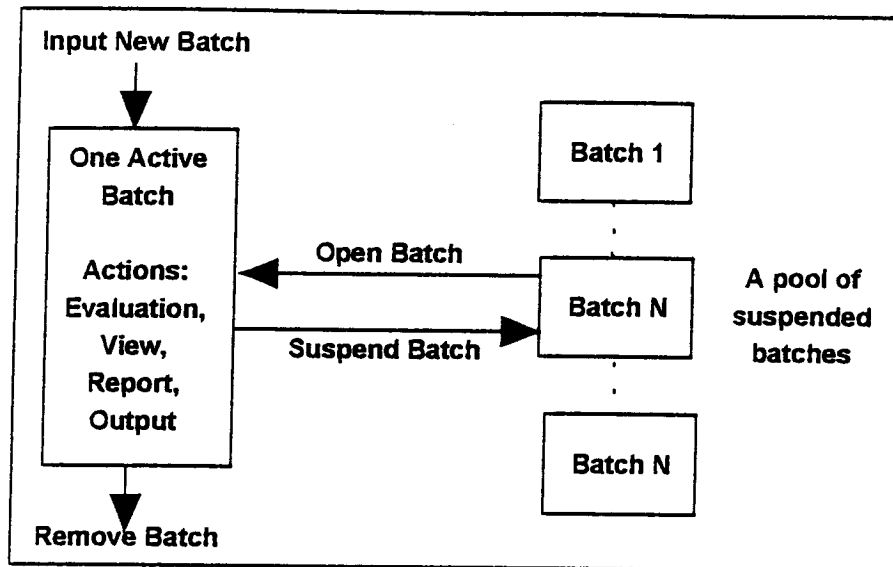 Input New Batch
One Active
Batch
Actions:
Evaluation,
View,
Report,
Output
Remove Batch
Open Batch
Suspend Batch
Batch 1
Batch N
Batch N
A pool of
suspended
batches